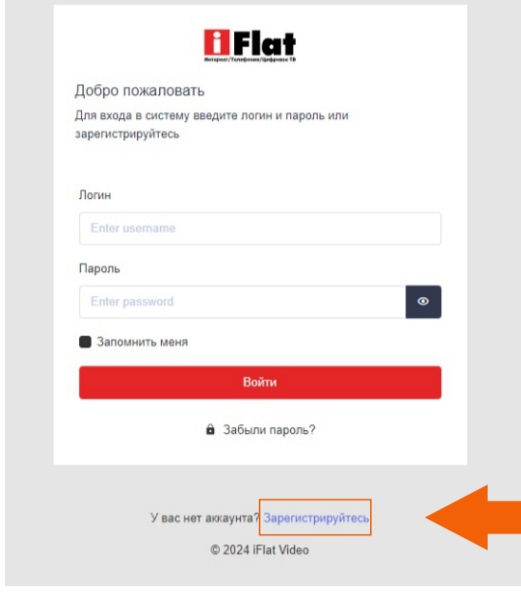 iFlat
Интернет/Телефония/Цифровое ТВ
Добро пожаловать
Для входа в систему введите логин и пароль или
зарегистрируйтесь
Логин
Enter username
Пароль
Enter password
Запомнить меня
Войти
Забыли пароль?
У вас нет аккаунта? Зарегистрируйтесь
© 2024 iFlat Video